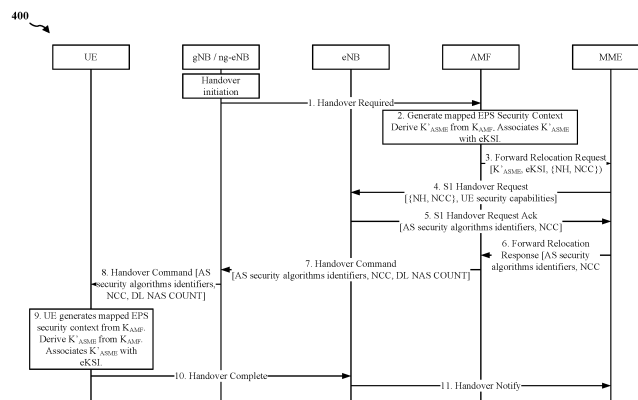 400
UE
gNB / ng-eNB
eNB
AMF
MME
Handover
initiation
1. Handover Required
2. Generate mapped EPS Security Context
Derive K'ASME from KAMF. Associates K'ASME
with eKSI.
3. Forward Relocation Request
[K'ASME, eKSI, {NH, NCC})
4. S1 Handover Request
[{NH, NCC}, UE security capabilities]
5. S1 Handover Request Ack
[AS security algorithms identifiers, NCC]
6. Forward Relocation
Response [AS security
algorithms identifiers, NCC
7. Handover Command
[AS security algorithms identifiers, NCC, DL NAS COUNT]
8. Handover Command [AS
security algorithms identifiers,
NCC, DL NAS COUNT]
9. UE generates mapped EPS
security context from KAMF.
Derive K'ASME from KAMF.
Associates K'ASME with
eKSI.
10. Handover Complete
11. Handover Notify